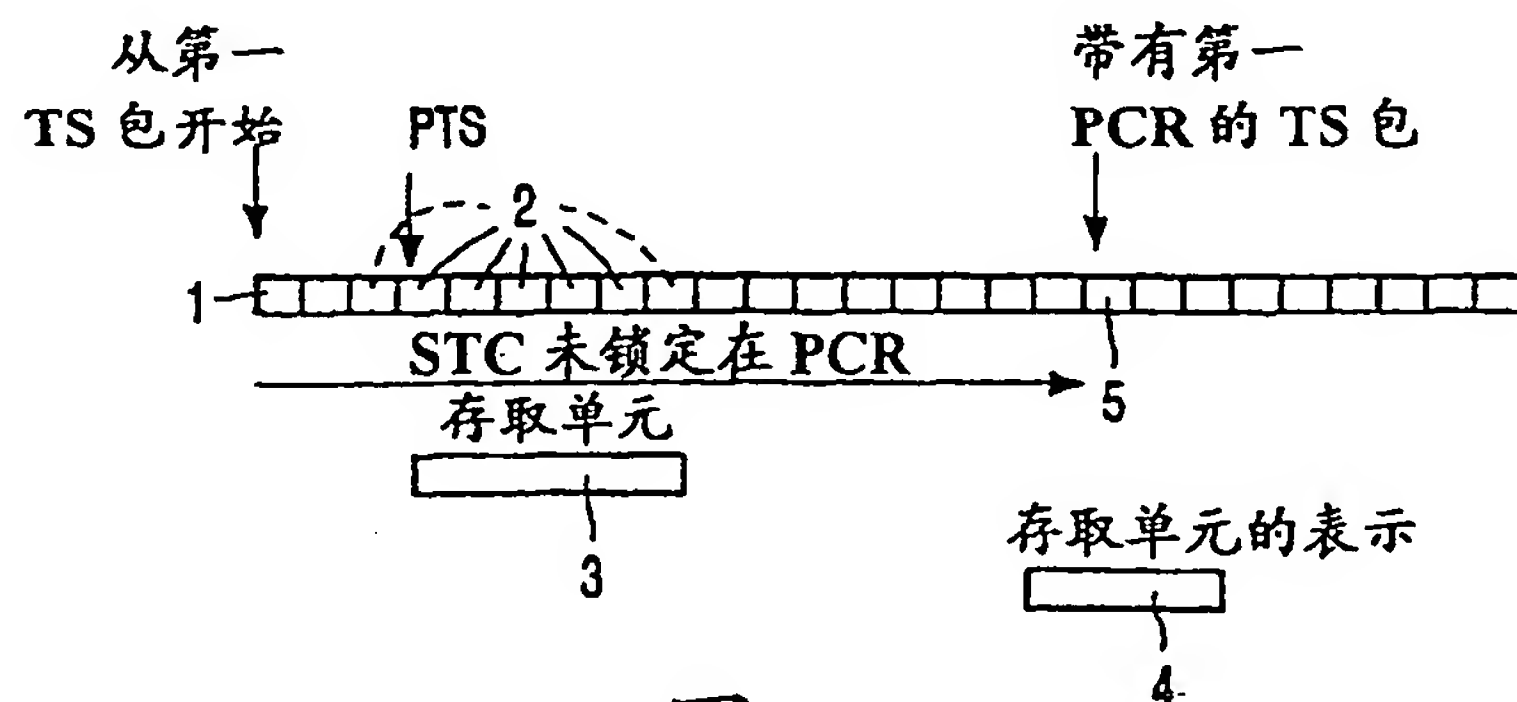 从第一
TS 包开始
PTS
带有第一
PCR 的 TS 包
2
1
STC 未锁定在 PCR
5
存取单元
3
存取单元的表示
4